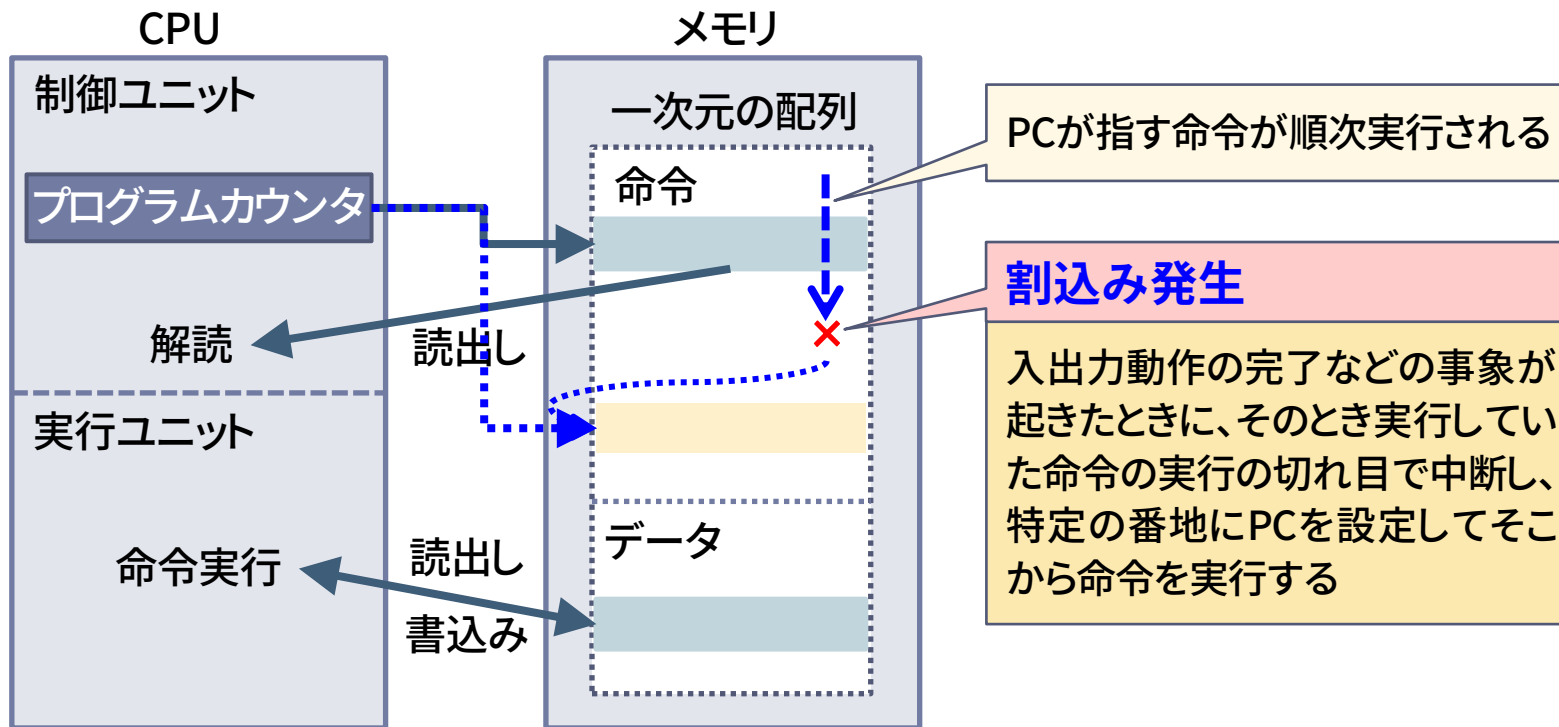 CPU
メモリ
制御ユニット
プログラムカウンタ
解読
読出し
実行ユニット
命令実行
読出し
書込み
一次元の配列
命令
データ
PCが指す命令が順次実行される
割込み発生
入出力動作の完了などの事象が
起きたときに、そのとき実行してい
た命令の実行の切れ目で中断し、
特定の番地にPCを設定してそこ
から命令を実行する